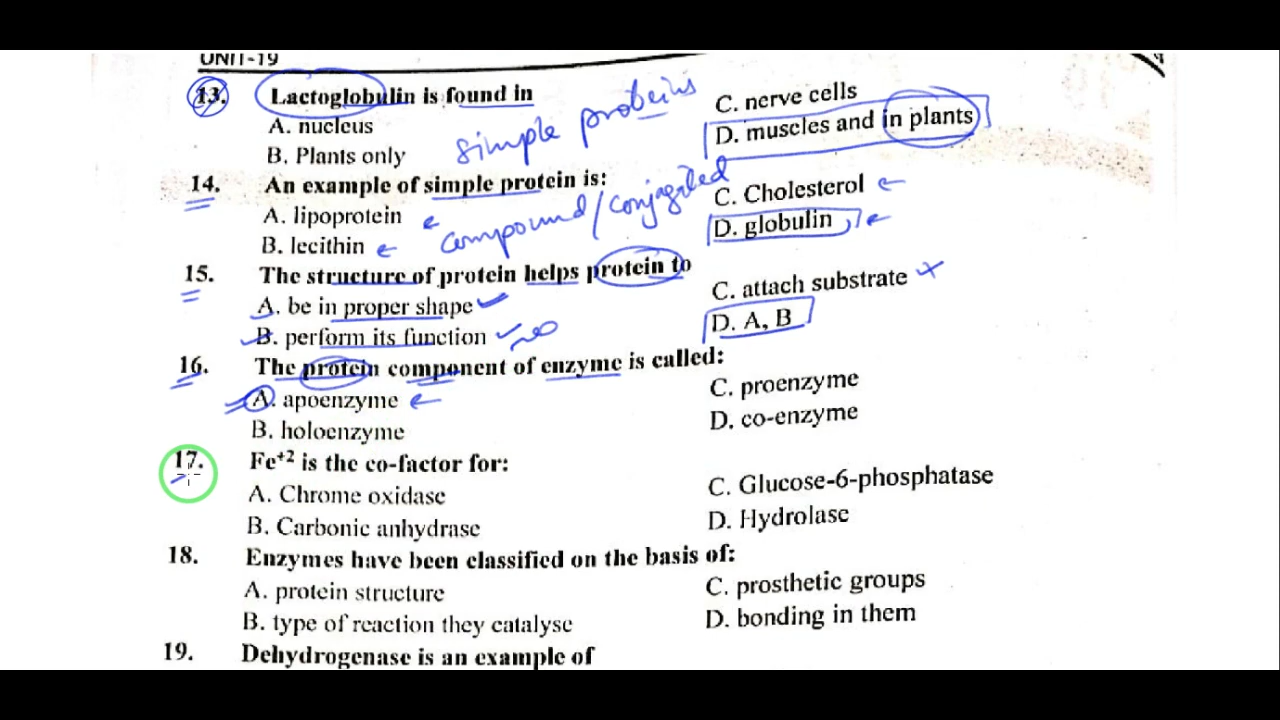 UNIT-19
13. Lactoglobulin is found in
A. nucleus
B. Plants only
C. nerve cells
D. muscles and in plants
simple proteins
14. An example of simple protein is:
A. lipoprotein
B. lecithin
C. Cholesterol
D. globulin
compound/conjugated
15. The structure of protein helps protein to
A. be in proper shape
B. perform its function
C. attach substrate
D. A, B
16. The protein component of enzyme is called:
A. apoenzyme
B. holoenzyme
C. proenzyme
D. co-enzyme
17. Fe+2 is the co-factor for:
A. Chrome oxidase
B. Carbonic anhydrase
C. Glucose-6-phosphatase
D. Hydrolase
18. Enzymes have been classified on the basis of:
A. protein structure
B. type of reaction they catalyse
C. prosthetic groups
D. bonding in them
19. Dehydrogenase is an example of